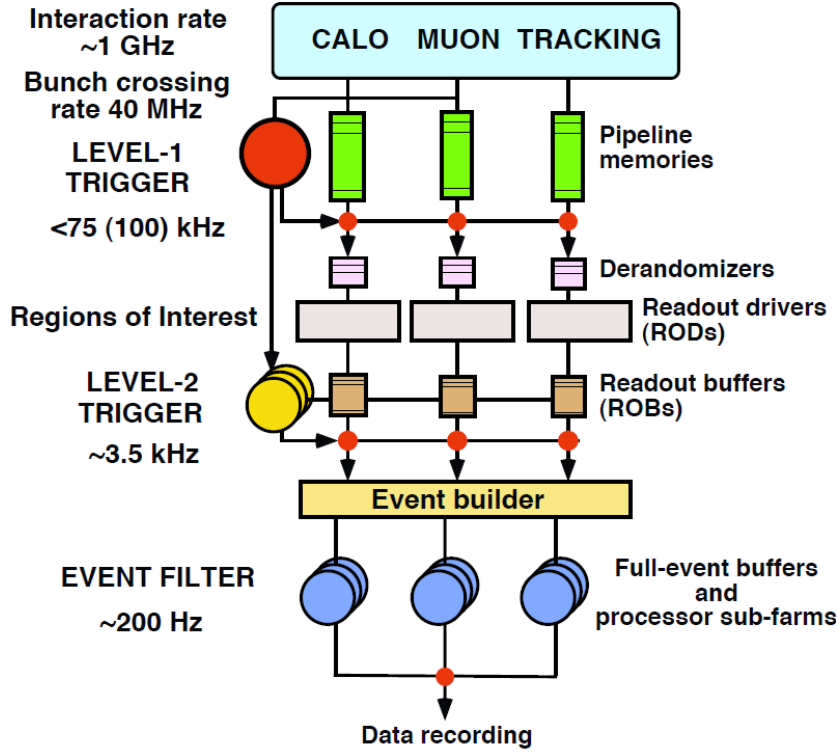 Interaction rate
~1 GHz
CALO MUON TRACKING
Bunch crossing
rate 40 MHz
LEVEL-1
TRIGGER
Pipeline
memories
<75 (100) kHz
Derandomizers
Regions of Interest
Readout drivers
(RODs)
LEVEL-2
TRIGGER
Readout buffers
(ROBs)
~3.5 kHz
Event builder
EVENT FILTER
~200 Hz
Full-event buffers
and
processor sub-farms
Data recording